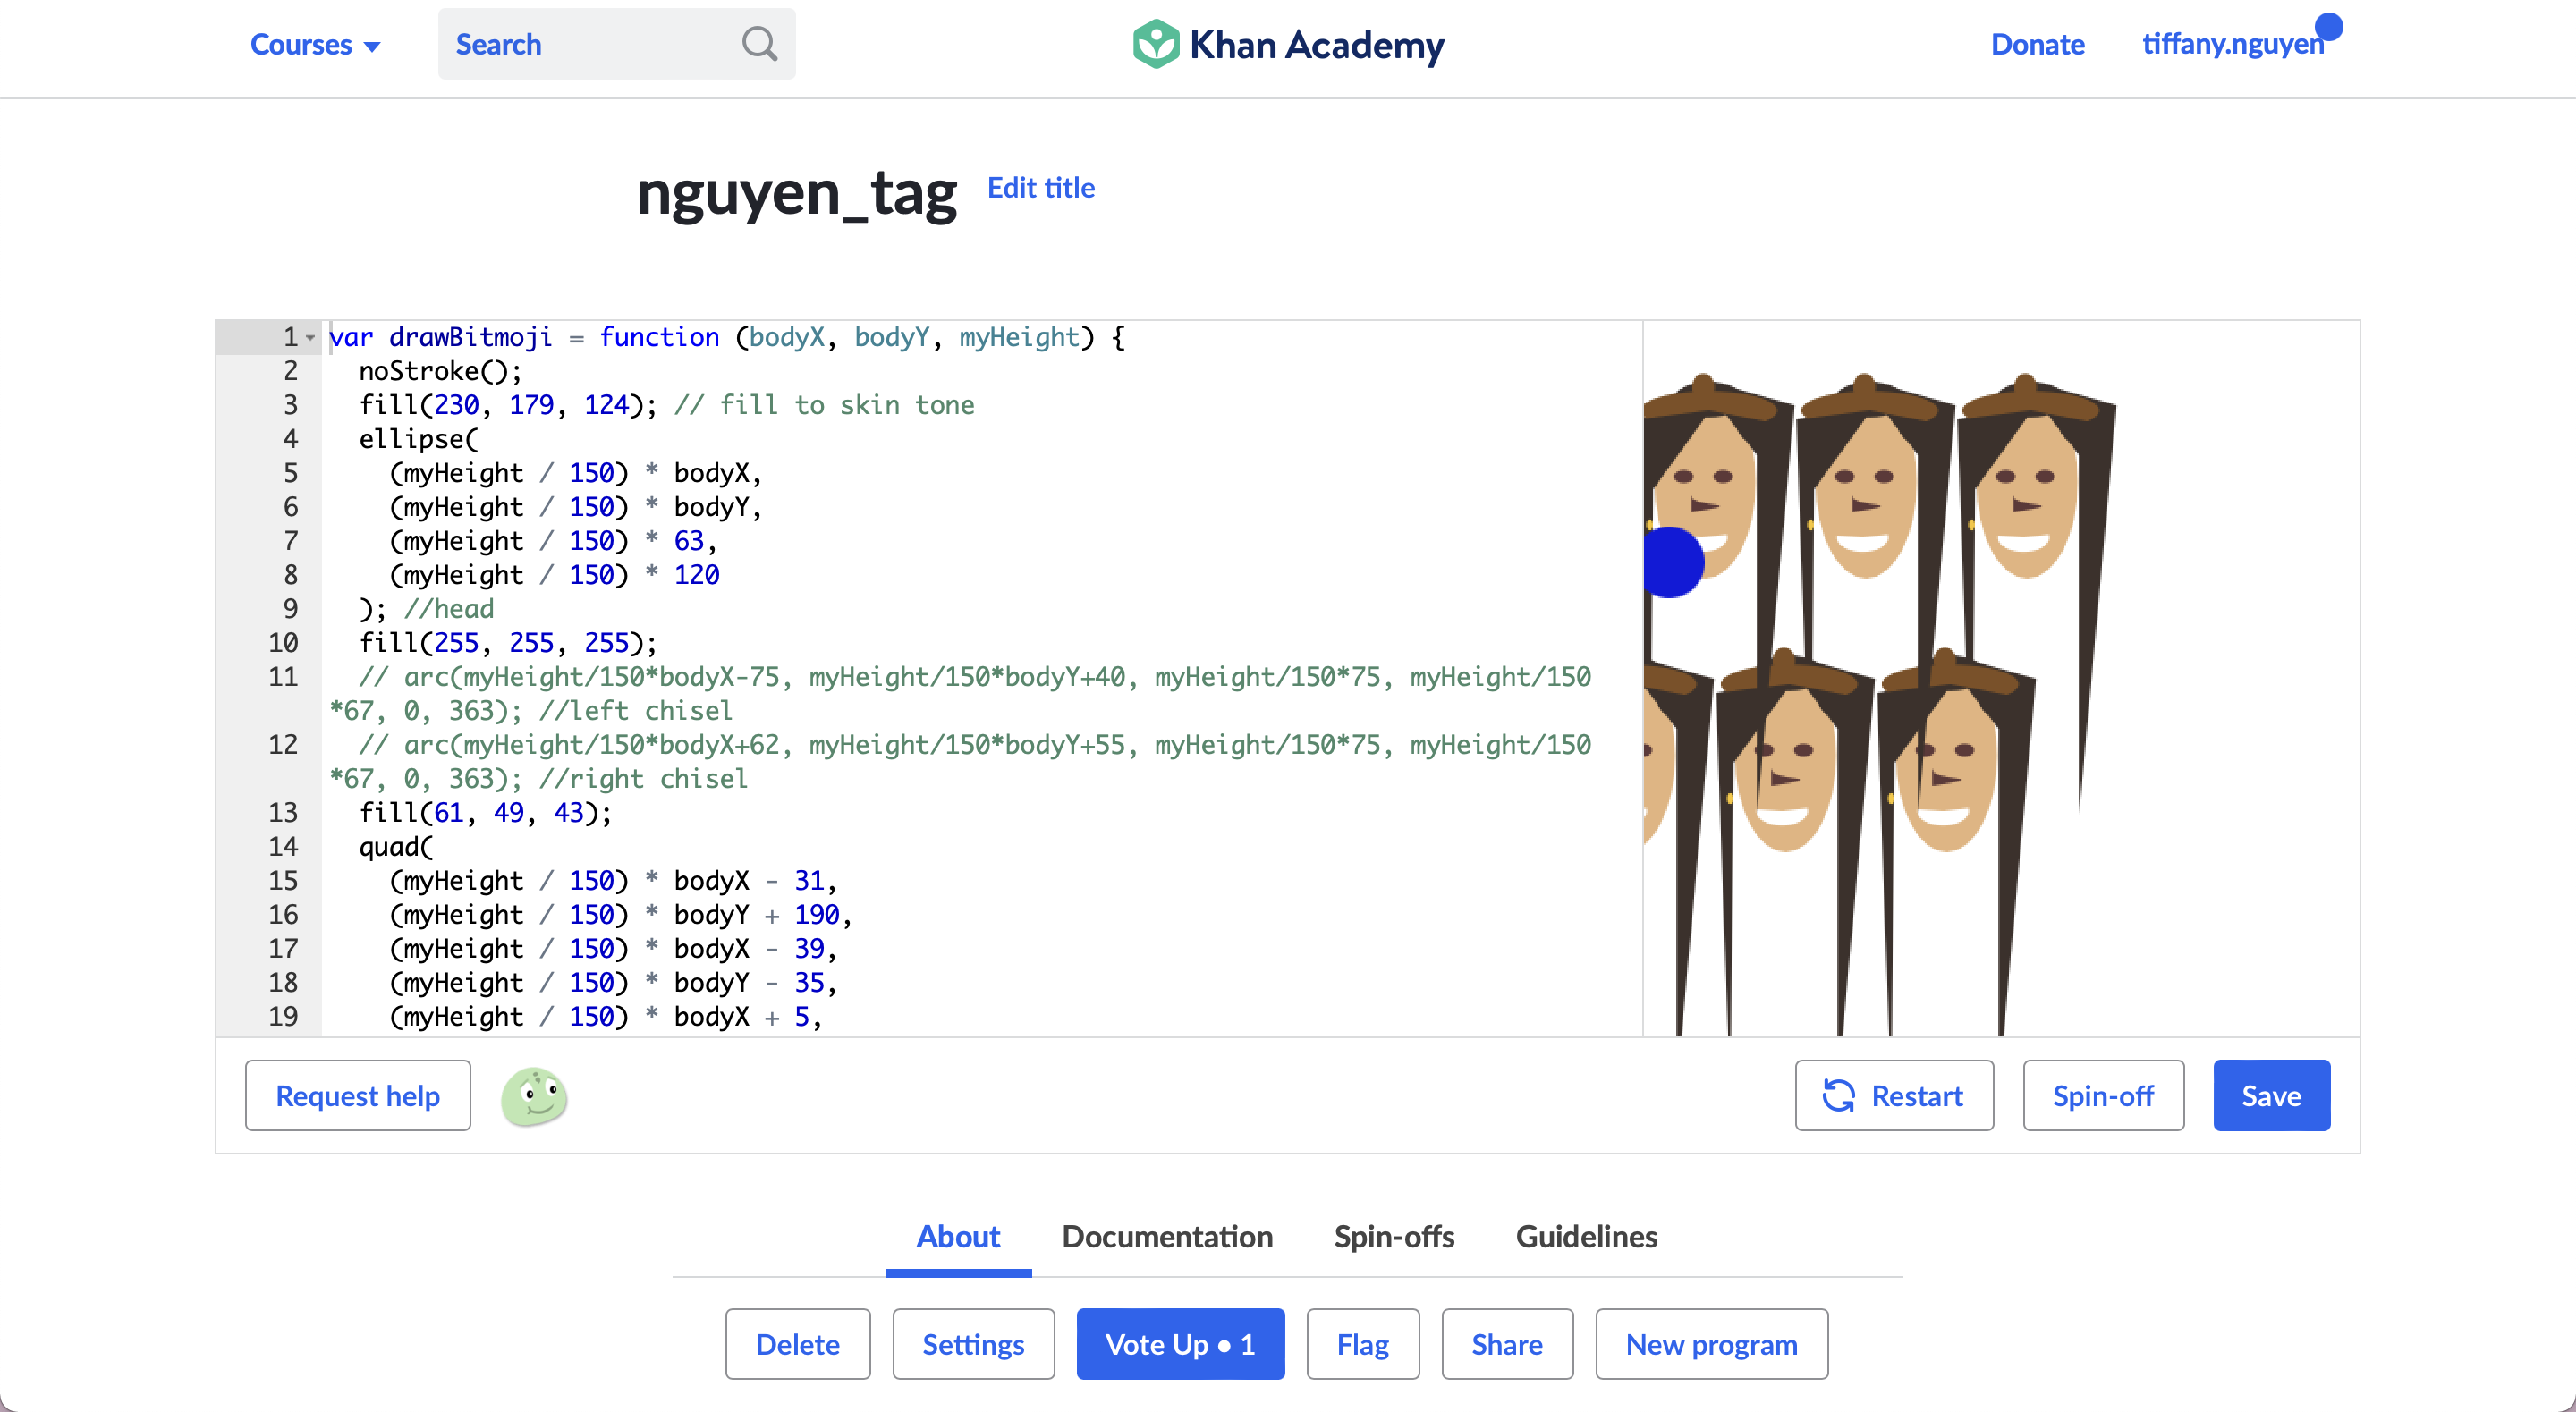 Courses
Search
Khan Academy
Donate
tiffany.nguyen
nguyen_tag
Edit title
1 var drawBitmoji = function (bodyX, bodyY, myHeight) {
2 noStroke();
3 fill(230, 179, 124); // fill to skin tone
4 ellipse(
5 (myHeight / 150) * bodyX,
6 (myHeight / 150) * bodyY,
7 (myHeight / 150) * 63,
8 (myHeight / 150) * 120
9 ); //head
10 fill(255, 255, 255);
11 // arc(myHeight/150*bodyX-75, myHeight/150*bodyY+40, myHeight/150*75, myHeight/150
*67, 0, 363); //left chisel
12 // arc(myHeight/150*bodyX+62, myHeight/150*bodyY+55, myHeight/150*75, myHeight/150
*67, 0, 363); //right chisel
13 fill(61, 49, 43);
14 quad(
15 (myHeight / 150) * bodyX - 31,
16 (myHeight / 150) * bodyY + 190,
17 (myHeight / 150) * bodyX - 39,
18 (myHeight / 150) * bodyY - 35,
19 (myHeight / 150) * bodyX + 5,
Request help
Restart
Spin-off
Save
About
Documentation
Spin-offs
Guidelines
Delete
Settings
Vote Up • 1
Flag
Share
New program